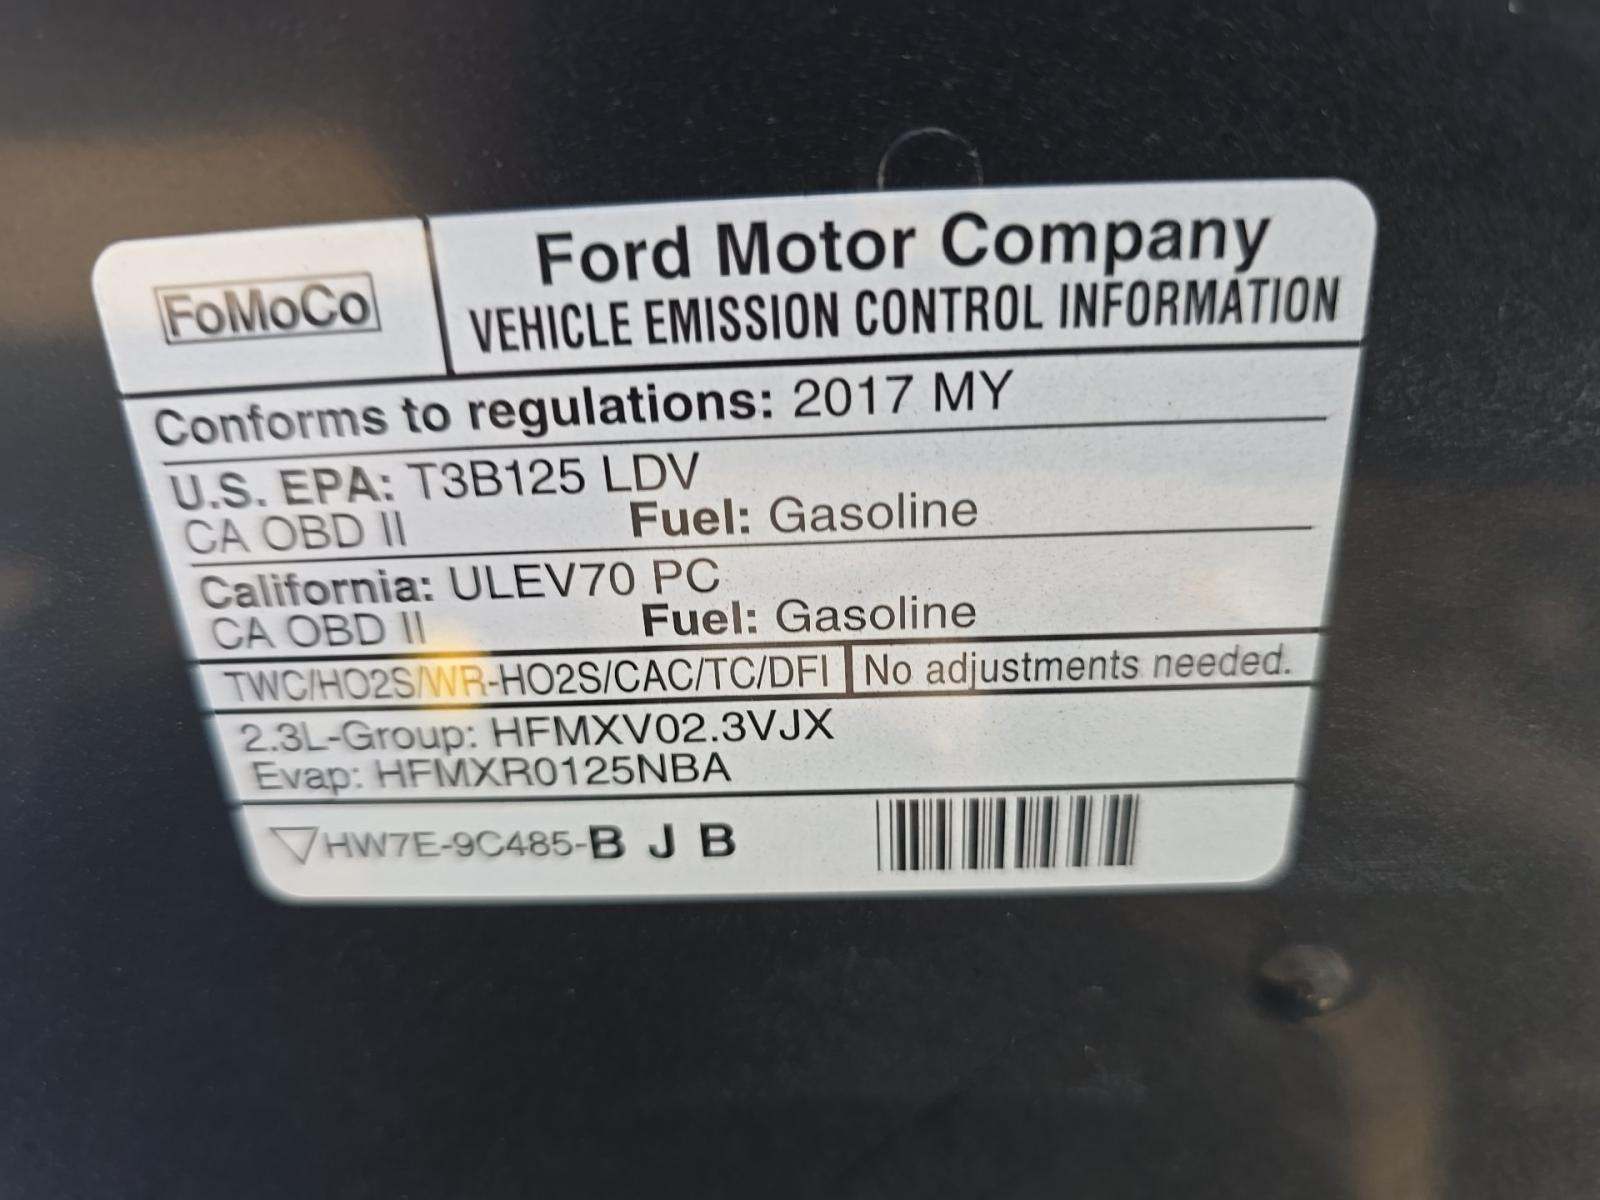 FoMoCo
Ford Motor Company
VEHICLE EMISSION CONTROL INFORMATION
Conforms to regulations: 2017 MY
U.S. EPA: T3B125 LDV
CA OBD II Fuel: Gasoline
California: ULEV70 PC
CA OBD II Fuel: Gasoline
TWC/HO2S/WR-HO2S/CAC/TC/DFI No adjustments needed.
2.3L-Group: HFMXV02.3VJX
Evap: HFMXR0125NBA
HW7E-9C485-B J B